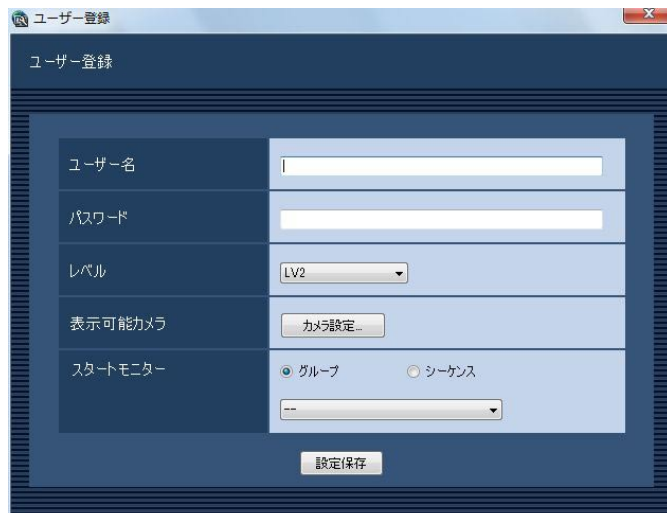 ユーザー登録
ユーザー登録
ユーザー名
パスワード
レベル
LV2
表示可能カメラ
カメラ設定...
スタートモニター
グループ
シーケンス
--
設定保存